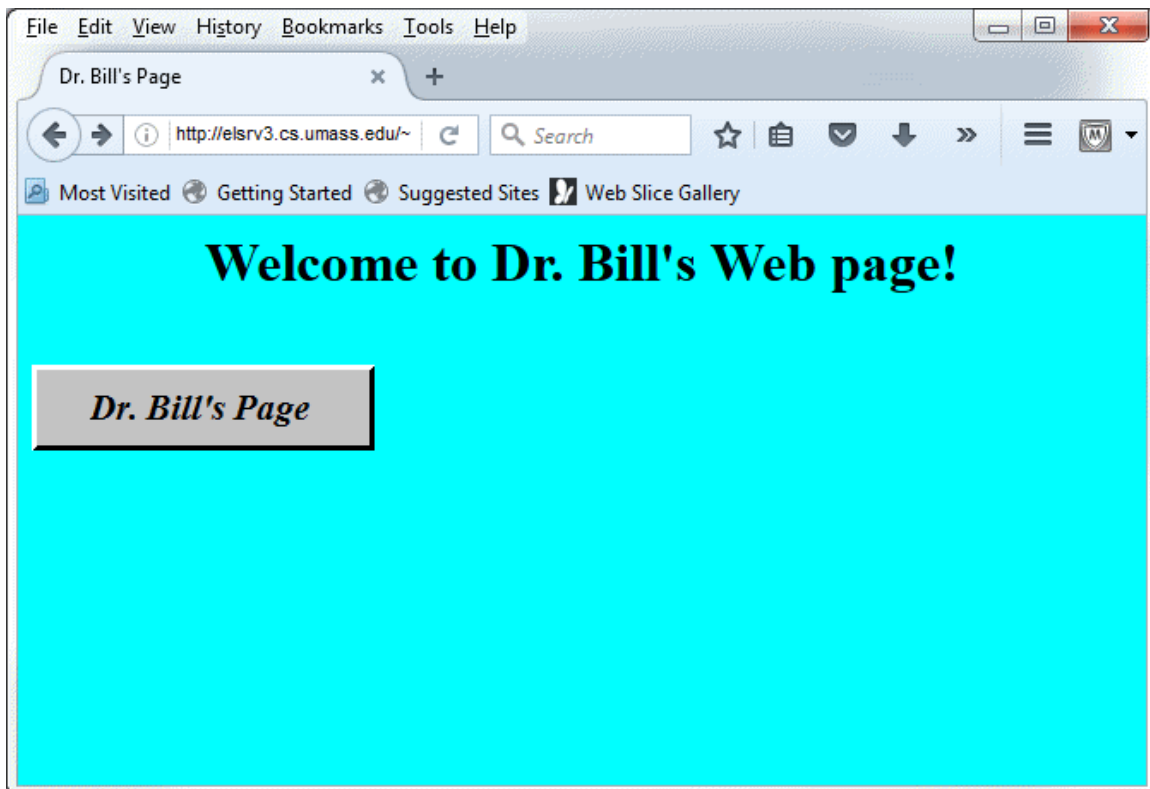 File Edit View History Bookmarks Tools Help
Dr. Bill's Page
http://elsrv3.cs.umass.edu/~ Search
Most Visited Getting Started Suggested Sites Web Slice Gallery
Welcome to Dr. Bill's Web page!
Dr. Bill's Page